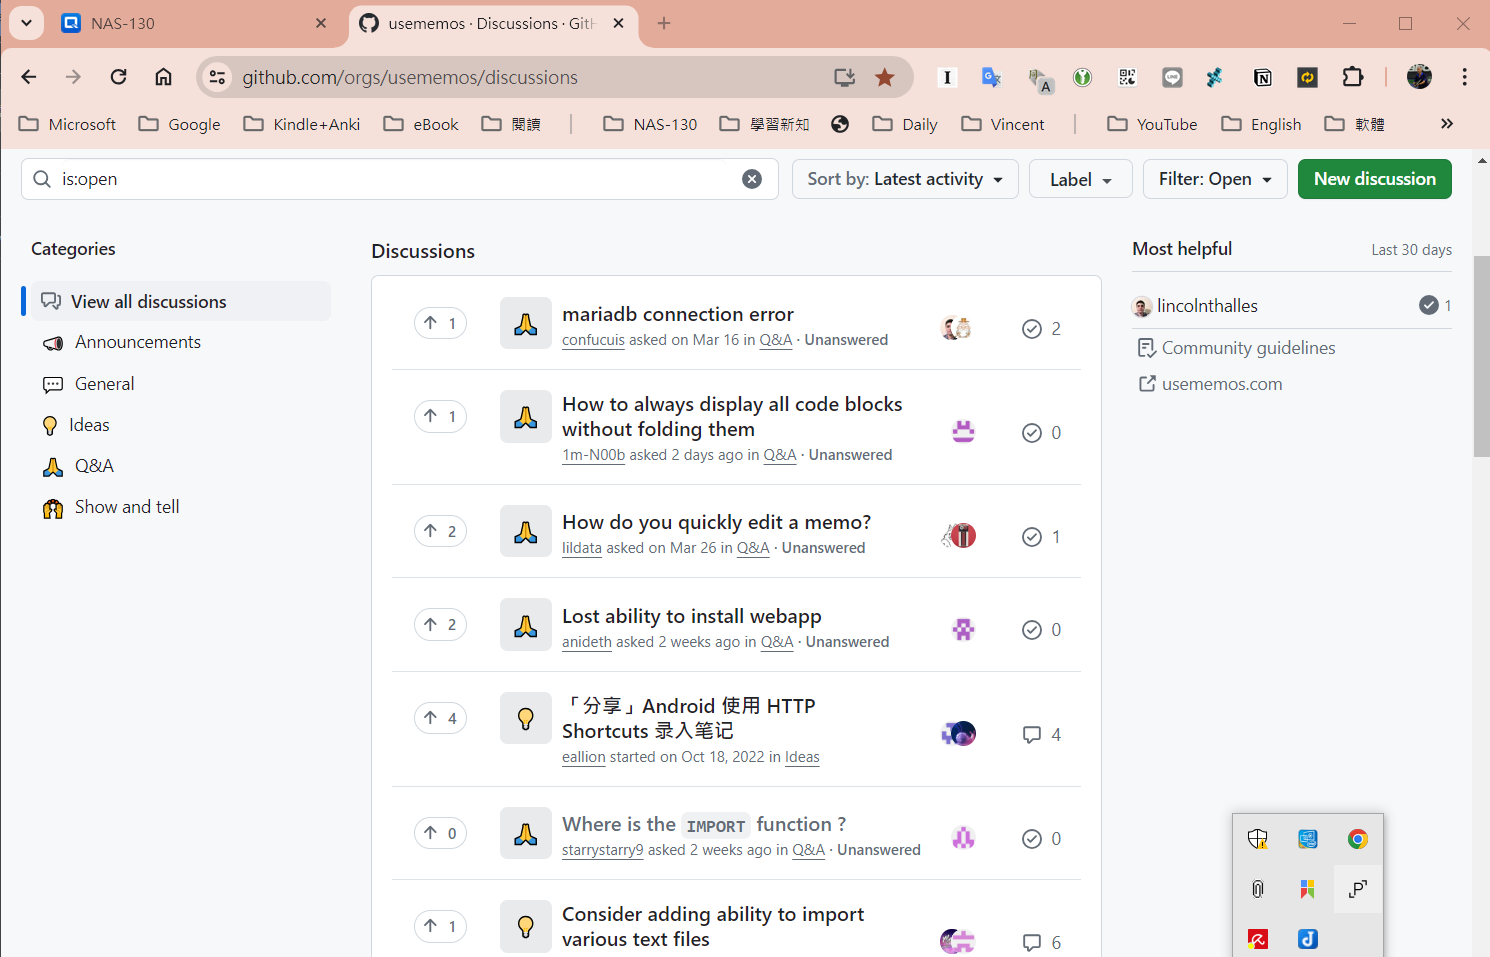 NAS-130
usememos · Discussions · Git
github.com/orgs/usememos/discussions
Microsoft
Google
Kindle+Anki
eBook
閱讀
NAS-130
學習新知
Daily
Vincent
YouTube
English
軟體
is:open
Sort by: Latest activity
Label
Filter: Open
New discussion
Categories
View all discussions
Announcements
General
Ideas
Q&A
Show and tell
Discussions
1
mariadb connection error
confucuis asked on Mar 16 in Q&A · Unanswered
2
1
How to always display all code blocks
without folding them
1m-N00b asked 2 days ago in Q&A · Unanswered
0
2
How do you quickly edit a memo?
lildata asked on Mar 26 in Q&A · Unanswered
1
2
Lost ability to install webapp
anideth asked 2 weeks ago in Q&A · Unanswered
0
4
「分享」Android 使用 HTTP
Shortcuts 录入笔记
eallion started on Oct 18, 2022 in Ideas
4
0
Where is the IMPORT function ?
starrystarry9 asked 2 weeks ago in Q&A · Unanswered
0
1
Consider adding ability to import
various text files
6
Most helpful
Last 30 days
lincolnthalles
1
Community guidelines
usememos.com